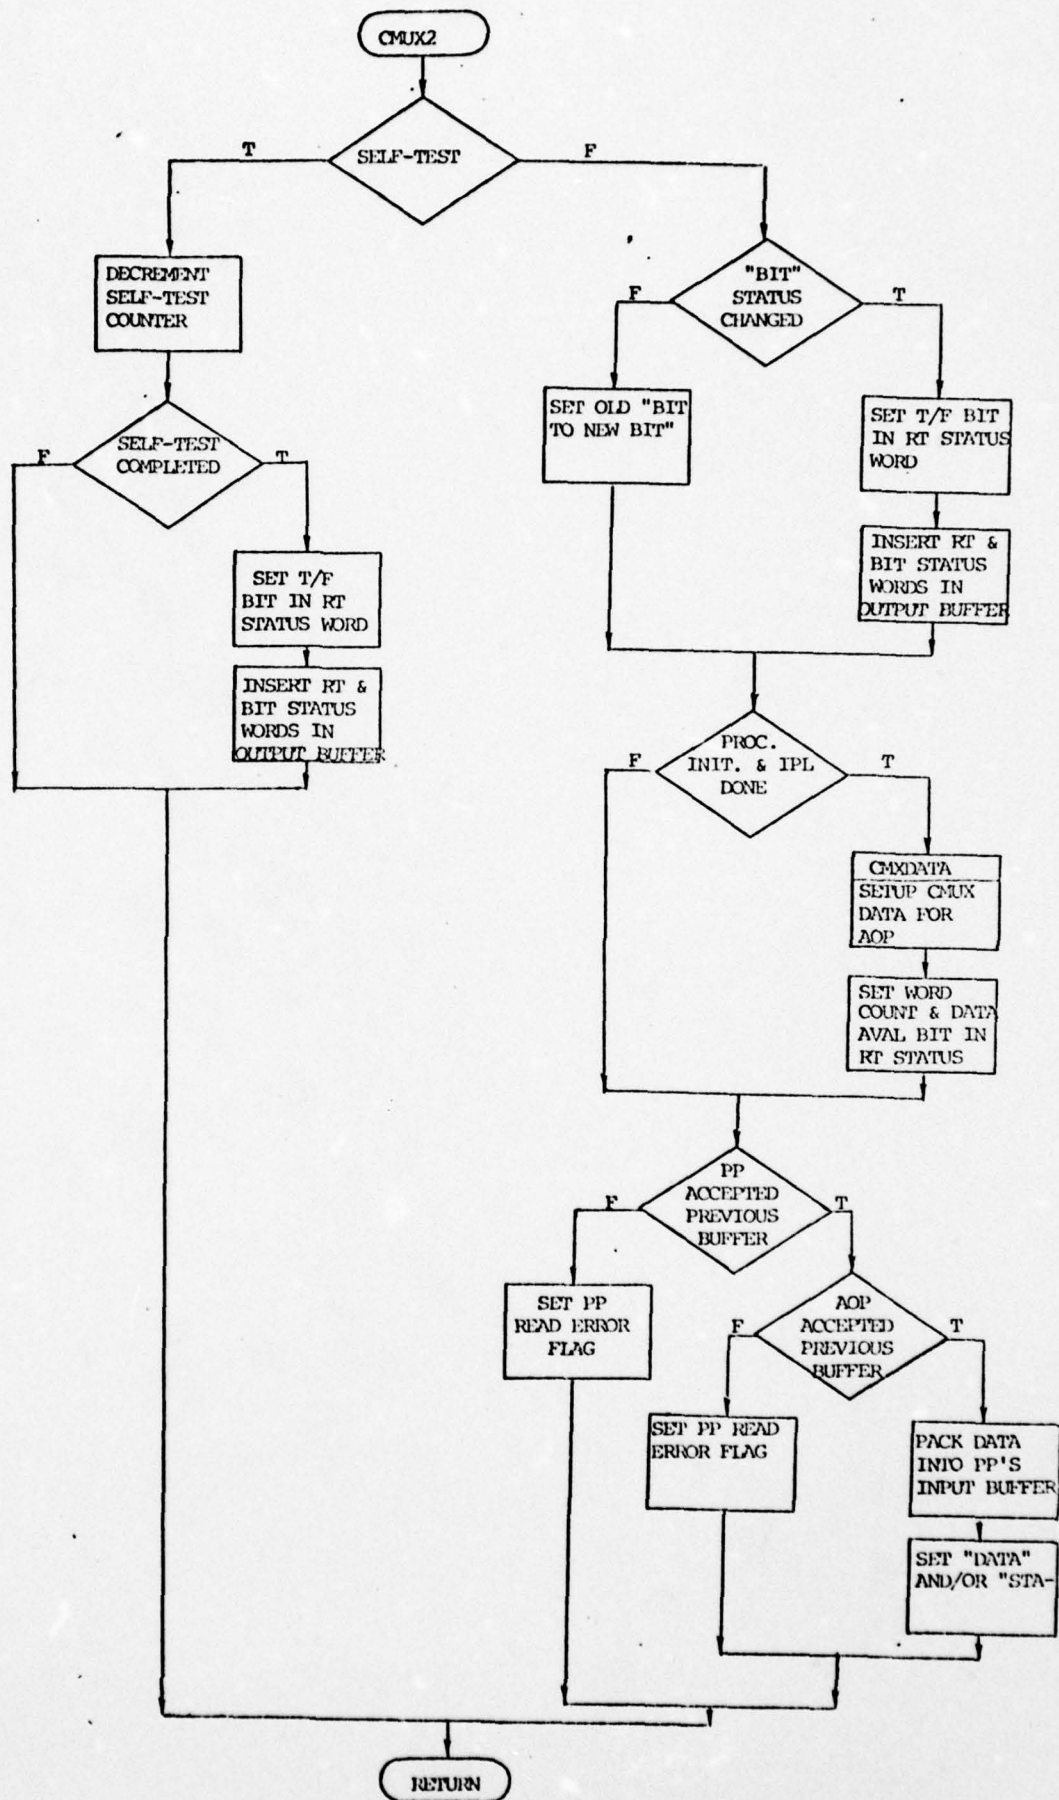 CMUX2
SELF-TEST
T
F
DECREMENT
SELF-TEST
COUNTER
"BIT"
STATUS
CHANGED
F
T
SET OLD "BIT
TO NEW BIT"
SET T/F BIT
IN RT STATUS
WORD
SELF-TEST
COMPLETED
F
T
INSERT RT &
BIT STATUS
WORDS IN
OUTPUT BUFFER
SET T/F
BIT IN RT
STATUS WORD
INSERT RT &
BIT STATUS
WORDS IN
OUTPUT BUFFER
PROC.
INIT. & IPL
DONE
F
T
CMXDATA
SETUP CMUX
DATA FOR
AOP
SET WORD
COUNT & DATA
AVAL BIT IN
RT STATUS
PP
ACCEPTED
PREVIOUS
BUFFER
F
T
SET PP
READ ERROR
FLAG
AOP
ACCEPTED
PREVIOUS
BUFFER
F
T
SET PP READ
ERROR FLAG
PACK DATA
INTO PP'S
INPUT BUFFER
SET "DATA"
AND/OR "STA-
RETURN